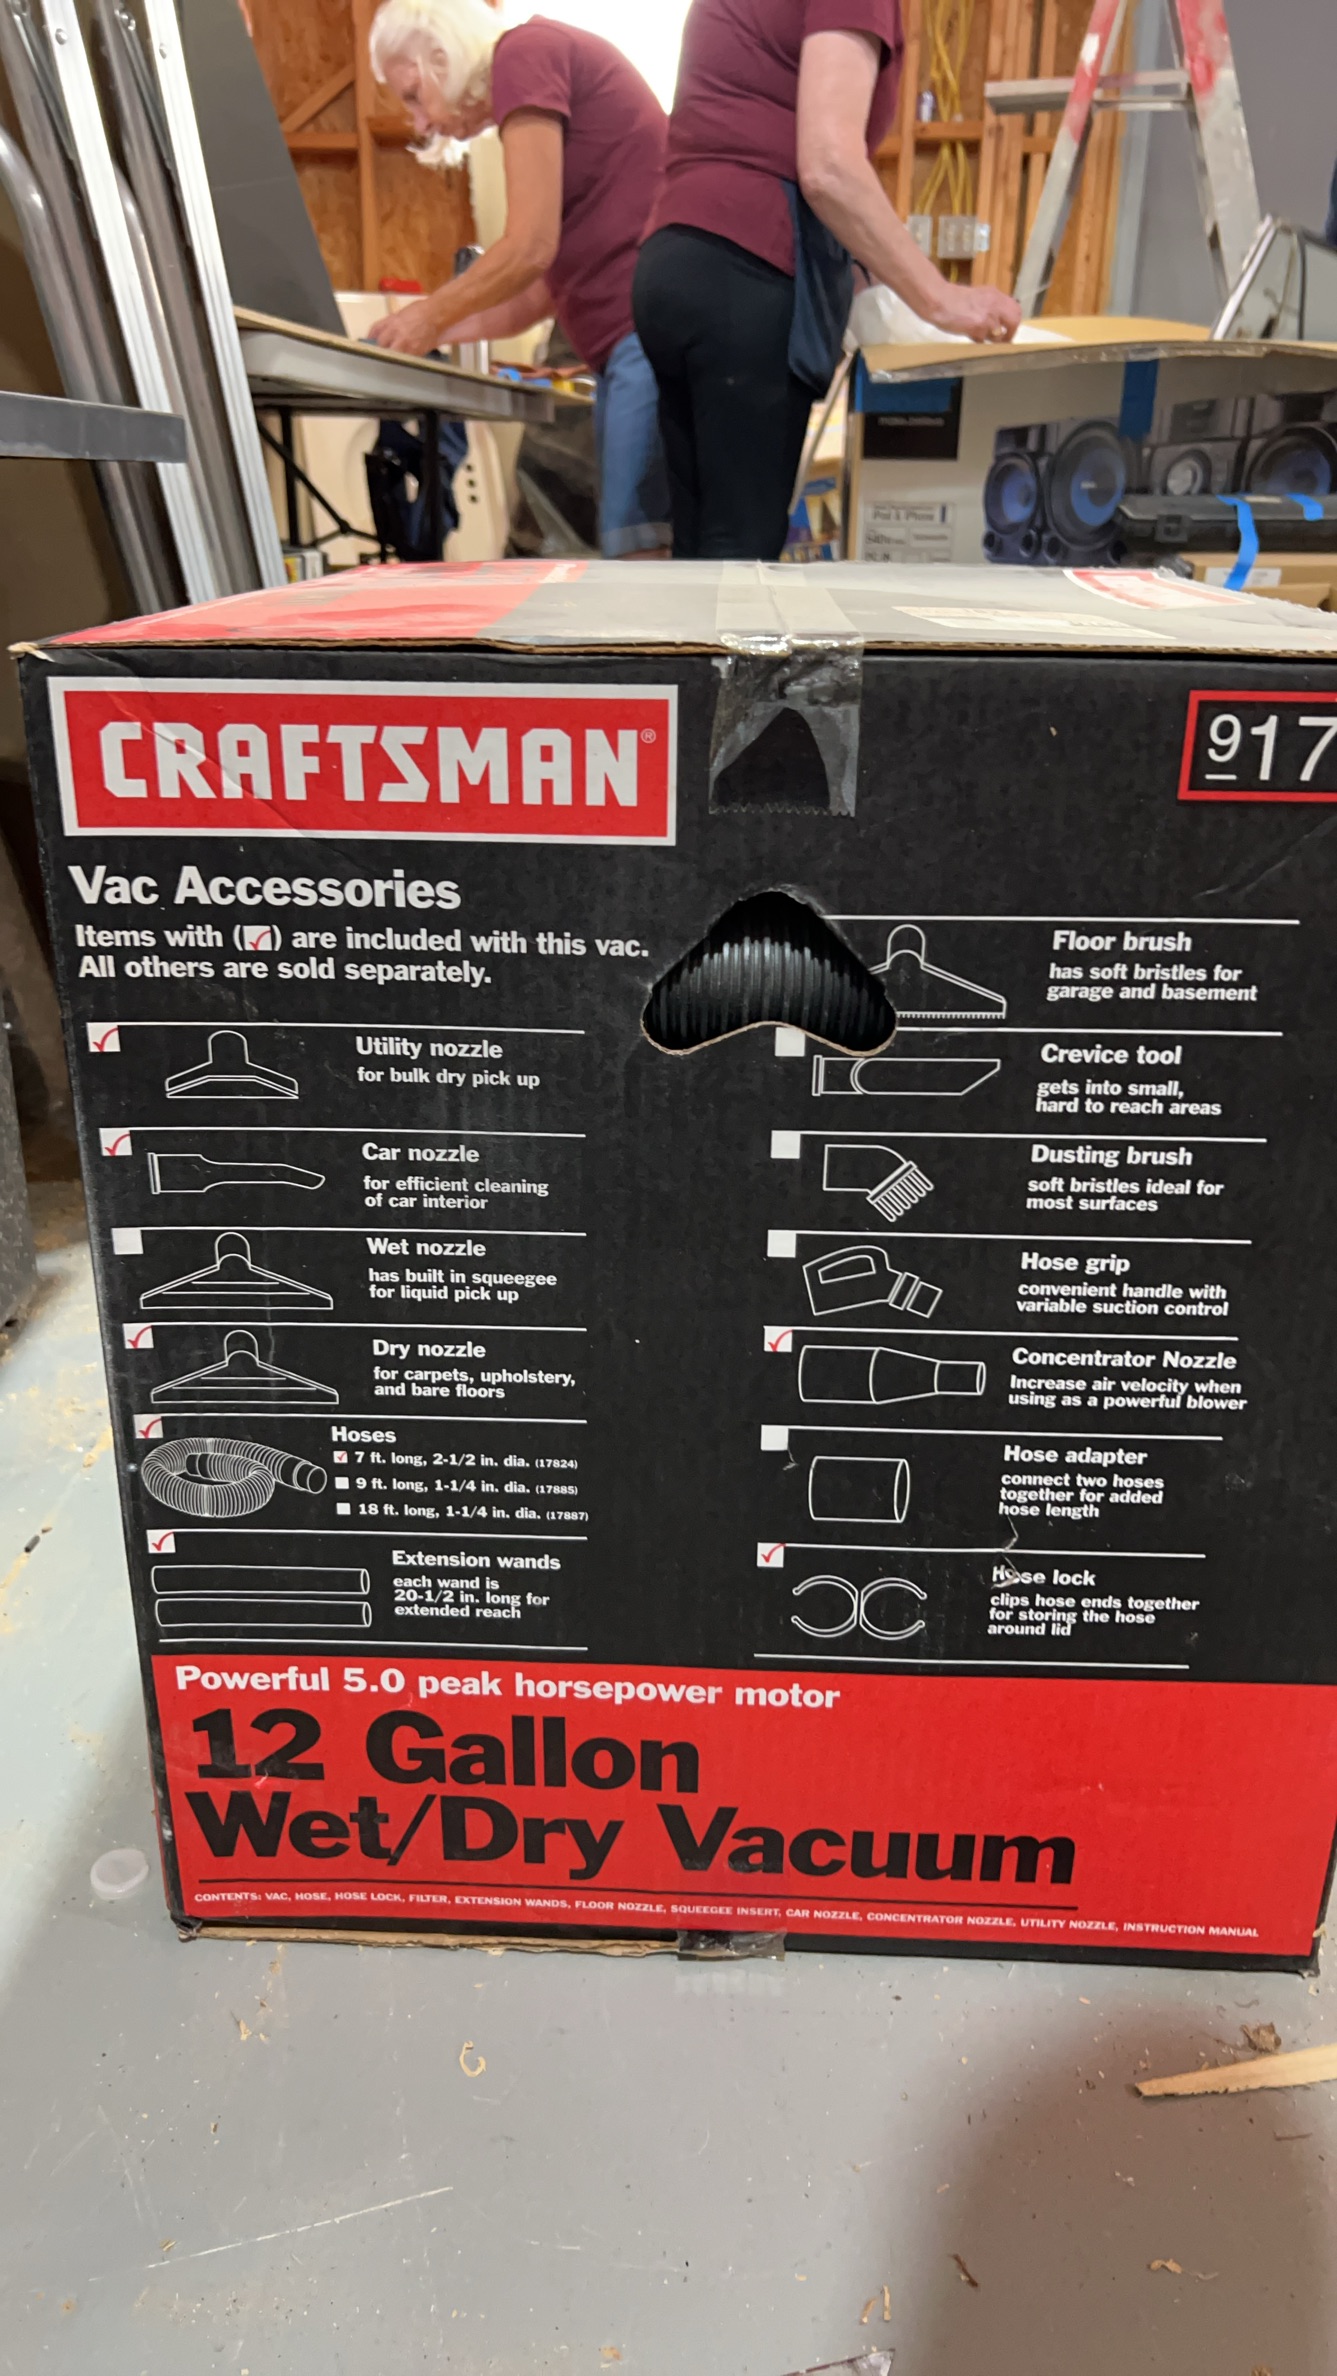 CRAFTSMAN®
917
Vac Accessories
Items with (☑) are included with this vac.
All others are sold separately.
Utility nozzle
for bulk dry pick up
Car nozzle
for efficient cleaning
of car interior
Wet nozzle
has built in squeegee
for liquid pick up
Dry nozzle
for carpets, upholstery,
and bare floors
Hoses
7 ft. long, 2-1/2 in. dia. (17824)
9 ft. long, 1-1/4 in. dia. (17885)
18 ft. long, 1-1/4 in. dia. (17887)
Extension wands
each wand is
20-1/2 in. long for
extended reach
Floor brush
has soft bristles for
garage and basement
Crevice tool
gets into small,
hard to reach areas
Dusting brush
soft bristles ideal for
most surfaces
Hose grip
convenient handle with
variable suction control
Concentrator Nozzle
Increase air velocity when
using as a powerful blower
Hose adapter
connect two hoses
together for added
hose length
Hose lock
clips hose ends together
for storing the hose
around lid
Powerful 5.0 peak horsepower motor
12 Gallon
Wet/Dry Vacuum
CONTENTS: VAC, HOSE, HOSE LOCK, FILTER, EXTENSION WANDS, FLOOR NOZZLE, SQUEEGEE INSERT, CAR NOZZLE, CONCENTRATOR NOZZLE, UTILITY NOZZLE, INSTRUCTION MANUAL